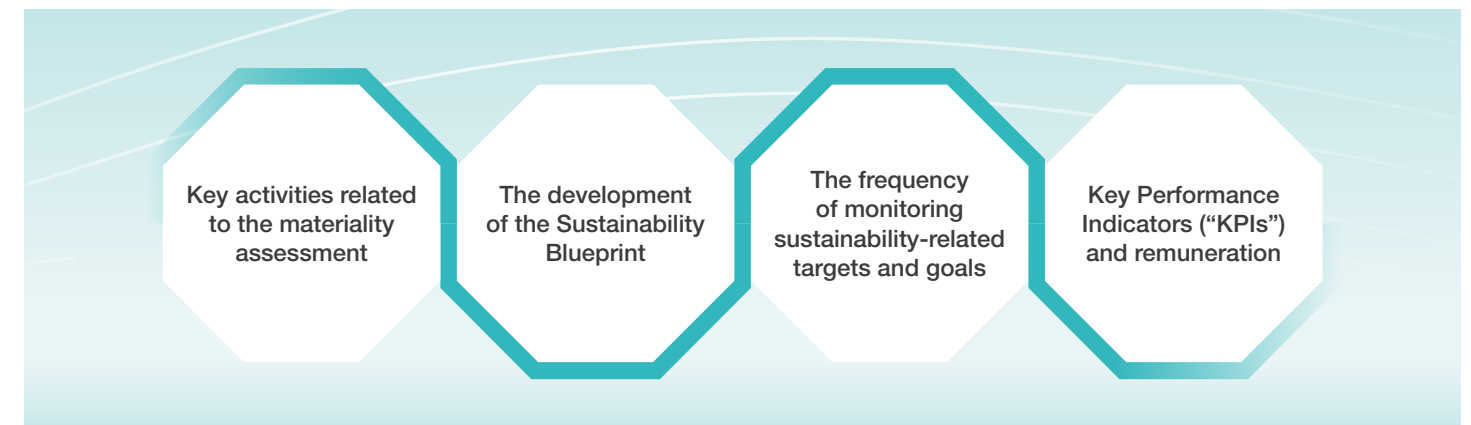 Key activities related
to the materiality
assessment
The development
of the Sustainability
Blueprint
The frequency
of monitoring
sustainability-related
targets and goals
Key Performance
Indicators (“KPIs”)
and remuneration